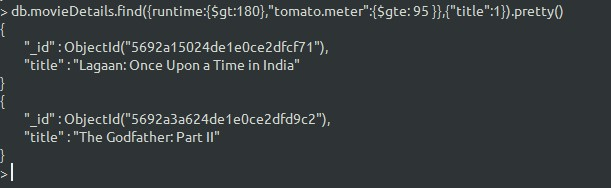 > db.movieDetails.find({runtime:{$gt:180},"tomato.meter":{$gte: 95 }},{"title":1}).pretty()
{
"_id" : ObjectId("5692a15024de1e0ce2dfcf71"),
"title" : "Lagaan: Once Upon a Time in India"
}
{
"_id" : ObjectId("5692a3a624de1e0ce2dfd9c2"),
"title" : "The Godfather: Part II"
}
>